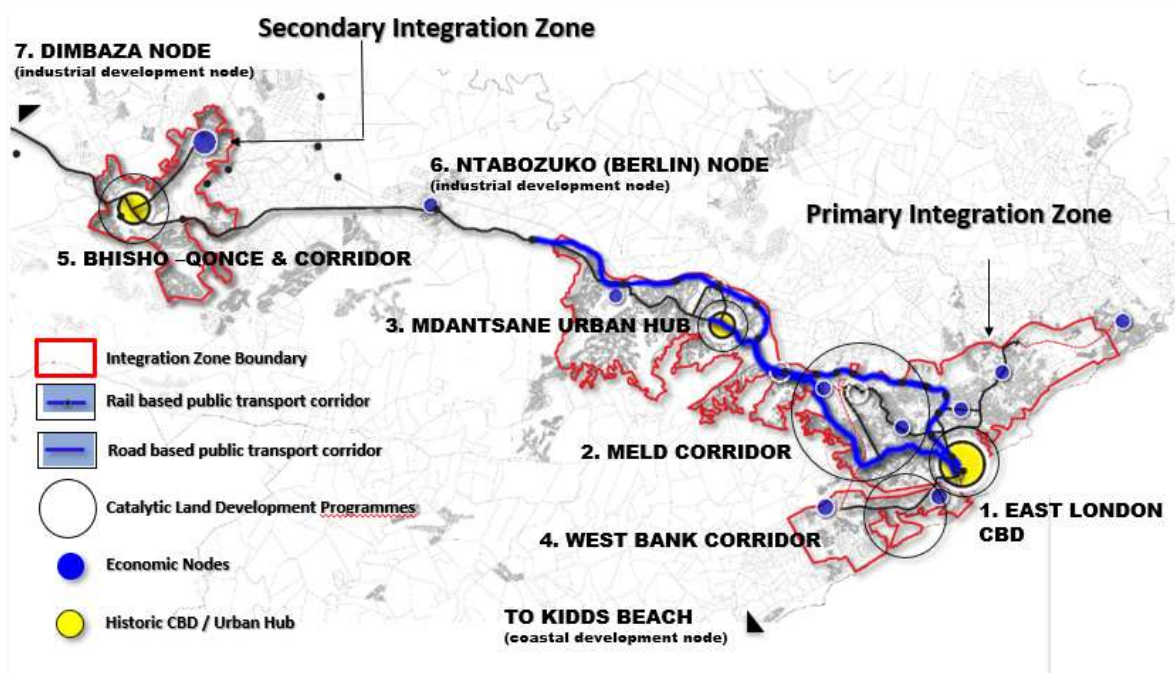 Secondary Integration Zone
7. DIMBAZA NODE
(industrial development node)
6. NTABOZUKO (BERLIN) NODE
(industrial development node)
Primary Integration Zone
5. BHISHO –QONCE & CORRIDOR
3. MDANTSANE URBAN HUB
Integration Zone Boundary
Rail based public transport corridor
Road based public transport corridor
2. MELD CORRIDOR
Catalytic Land Development Programmes
1. EAST LONDON
CBD
4. WEST BANK CORRIDOR
Economic Nodes
Historic CBD / Urban Hub
TO KIDDS BEACH
(coastal development node)